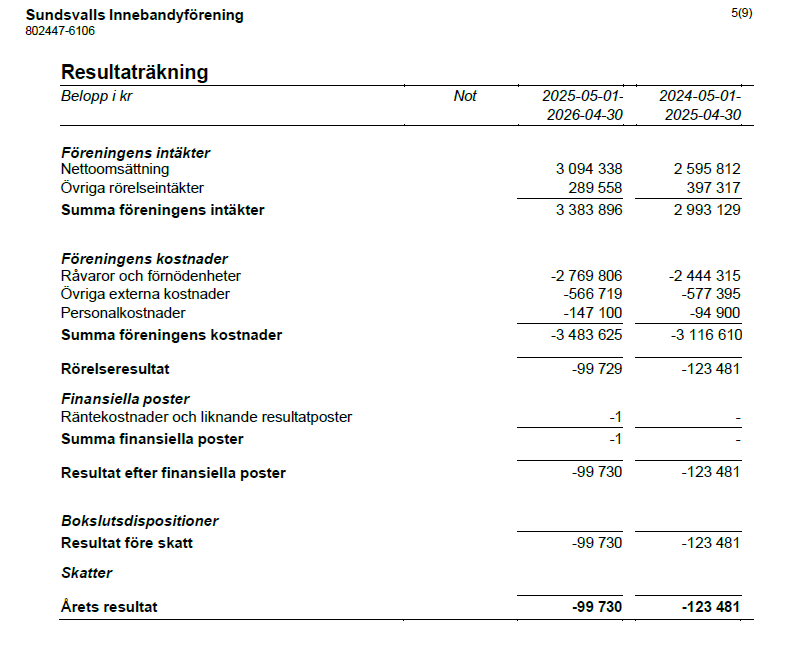 Sundsvalls Innebandyförening 5(9)
802447-6106
Resultaträkning
Belopp i kr Not 2025-05-01- 2024-05-01-
2026-04-30 2025-04-30
Föreningens intäkter
Nettoomsättning 3 094 338 2 595 812
Övriga rörelseintäkter 289 558 397 317
Summa föreningens intäkter 3 383 896 2 993 129
Föreningens kostnader
Råvaror och förnödenheter -2 769 806 -2 444 315
Övriga externa kostnader -566 719 -577 395
Personalkostnader -147 100 -94 900
Summa föreningens kostnader -3 483 625 -3 116 610
Rörelseresultat -99 729 -123 481
Finansiella poster
Räntekostnader och liknande resultatposter -1 -
Summa finansiella poster -1 -
Resultat efter finansiella poster -99 730 -123 481
Bokslutsdispositioner
Resultat före skatt -99 730 -123 481
Skatter
Årets resultat -99 730 -123 481